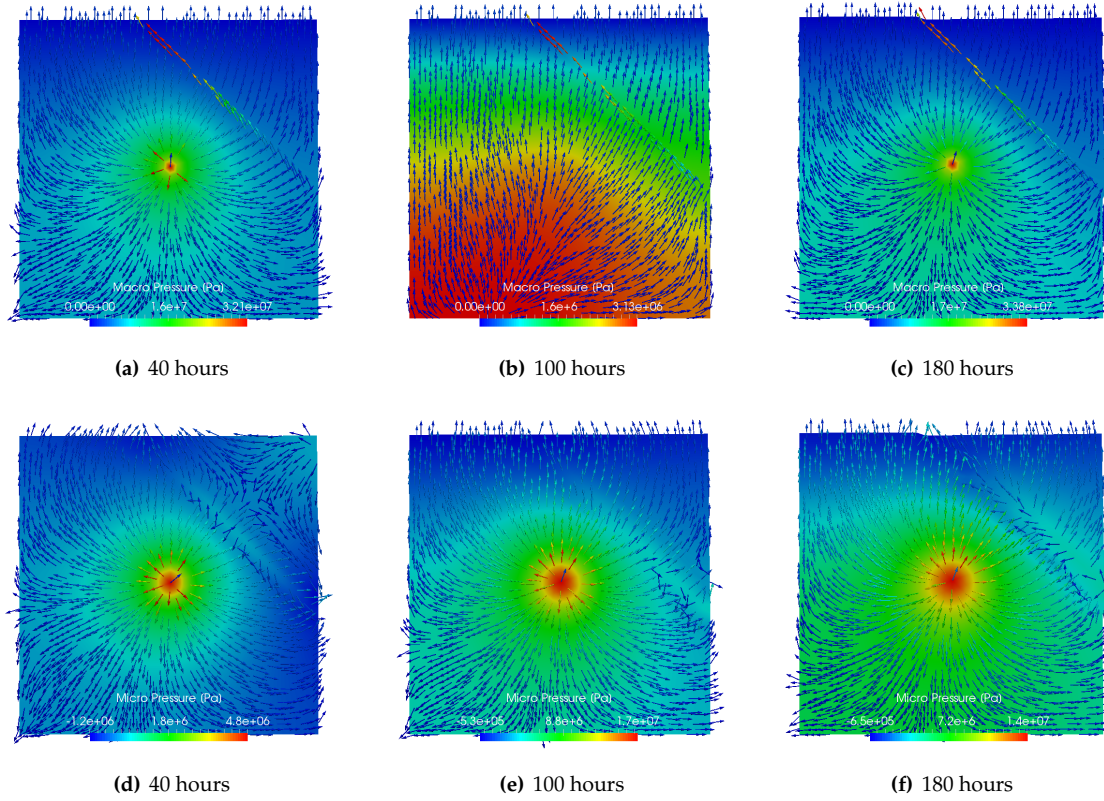 Macro Pressure (Pa)
0.00e+00 1.6e+7 3.21e+07
Macro Pressure (Pa)
0.00e+00 1.6e+6 3.13e+06
Macro Pressure (Pa)
0.00e+00 1.7e+7 3.38e+07
(a) 40 hours
(b) 100 hours
(c) 180 hours
Micro Pressure (Pa)
-1.2e+06 1.8e+6 4.8e+06
Micro Pressure (Pa)
-5.3e+05 8.8e+6 1.7e+07
Micro Pressure (Pa)
-6.5e+05 7.2e+6 1.4e+07
(d) 40 hours
(e) 100 hours
(f) 180 hours